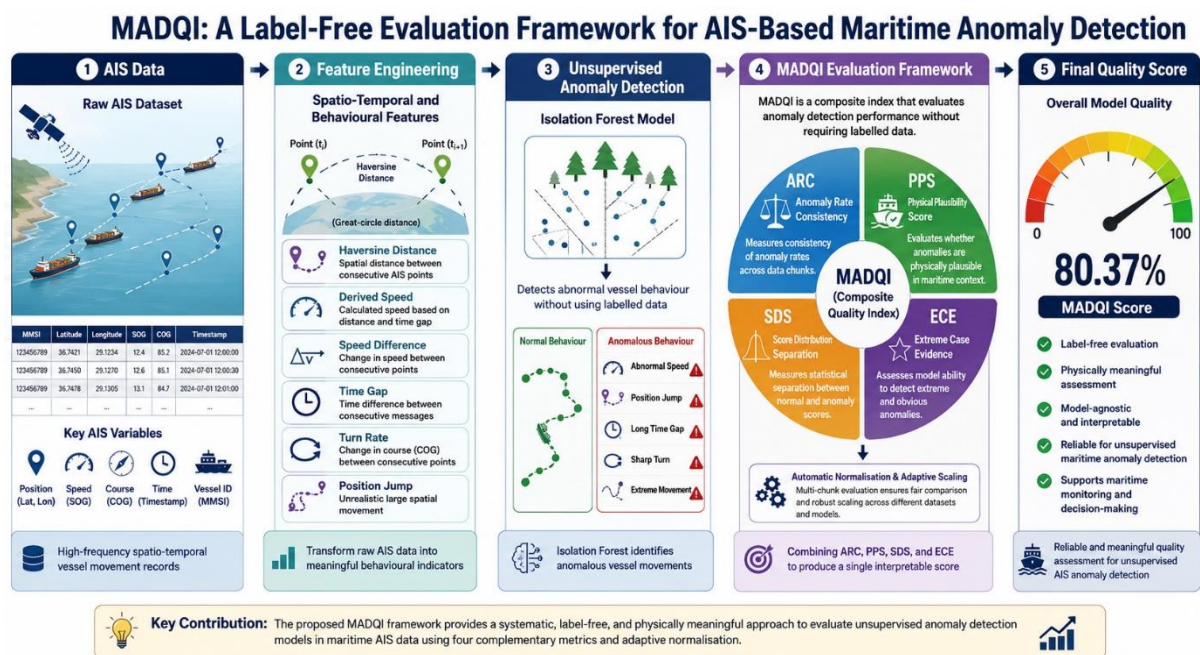 MADQI: A Label-Free Evaluation Framework for AIS-Based Maritime Anomaly Detection
1 AIS Data
Raw AIS Dataset
MMSI Latitude Longitude SOG COG Timestamp
123456789 36.7421 29.1234 12.4 85.2 2024-07-01 12:00:00
123456789 36.7450 29.1270 12.6 85.1 2024-07-01 12:00:30
123456789 36.7478 29.1305 13.1 84.7 2024-07-01 12:01:00
... ... ... ... ... ...
Key AIS Variables
Position Speed Course Time Vessel ID
(Lat, Lon) (SOG) (COG) (Timestamp) (MMSI)
High-frequency spatio-temporal
vessel movement records
2 Feature Engineering
Spatio-Temporal and
Behavioural Features
Point (tᵢ) Point (tᵢ₊₁)
Haversine
Distance
(Great-circle distance)
Haversine Distance
Spatial distance between
consecutive AIS points
Derived Speed
Calculated speed based on
distance and time gap
Δv
Speed Difference
Change in speed between
consecutive points
Time Gap
Time difference between
consecutive messages
Turn Rate
Change in course (COG)
between consecutive points
Position Jump
Unrealistic large spatial
movement
Transform raw AIS data into
meaningful behavioural indicators
3 Unsupervised
Anomaly Detection
Isolation Forest Model
Detects abnormal vessel behaviour
without using labelled data
Normal Behaviour
Anomalous Behaviour
Abnormal Speed
Position Jump
Long Time Gap
Sharp Turn
Extreme Movement
Isolation Forest identifies
anomalous vessel movements
4 MADQI Evaluation Framework
MADQI is a composite index that evaluates
anomaly detection performance without
requiring labelled data.
ARC
Anomaly Rate
Consistency
Measures consistency
of anomaly rates
across data chunks.
PPS
Physical Plausibility
Score
Evaluates whether
anomalies are
physically plausible
in maritime context.
MADQI
(Composite
Quality Index)
SDS
Score Distribution
Separation
Measures statistical
separation between
normal and anomaly
scores.
ECE
Extreme Case
Evidence
Assesses model ability
to detect extreme
and obvious
anomalies.
Automatic Normalisation & Adaptive Scaling
Multi-chunk evaluation ensures fair comparison
and robust scaling across different datasets
and models.
Combining ARC, PPS, SDS, and ECE
to produce a single interpretable score
5 Final Quality Score
Overall Model Quality
0 100
80.37%
MADQI Score
Label-free evaluation
Physically meaningful
assessment
Model-agnostic
and interpretable
Reliable for unsupervised
maritime anomaly detection
Supports maritime
monitoring and
decision-making
Reliable and meaningful quality
assessment for unsupervised
AIS anomaly detection
Key Contribution: The proposed MADQI framework provides a systematic, label-free, and physically meaningful approach to evaluate unsupervised anomaly detection
models in maritime AIS data using four complementary metrics and adaptive normalisation.